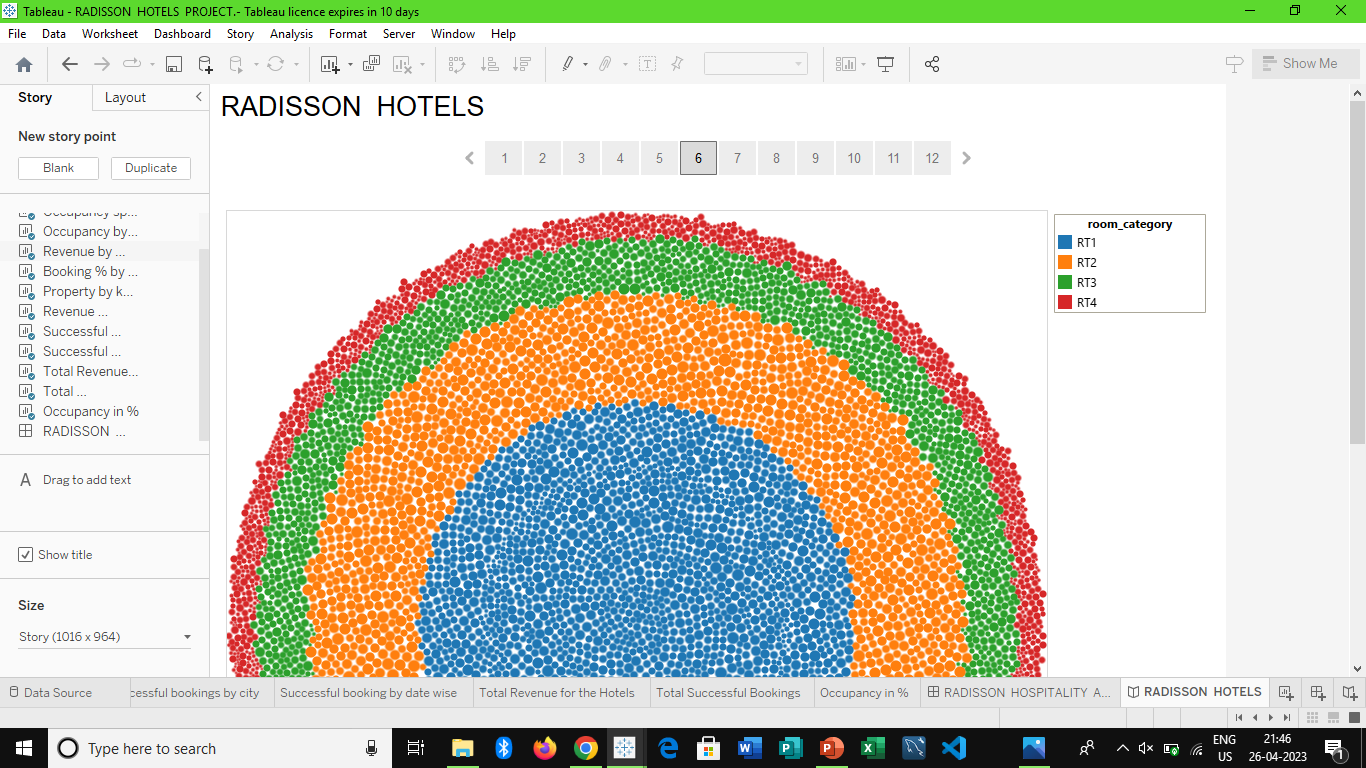 Tableau - RADISSON HOTELS PROJECT.- Tableau licence expires in 10 days
File Data Worksheet Dashboard Story Analysis Format Server Window Help
Show Me
Story Layout
New story point
Blank Duplicate
Occupancy sp...
Occupancy by...
Revenue by ...
Booking % by ...
Property by k...
Revenue ...
Successful ...
Successful ...
Total Revenue...
Total ...
Occupancy in %
RADISSON ...
A Drag to add text
Show title
Size
Story (1016 x 964)
RADISSON HOTELS
1 2 3 4 5 6 7 8 9 10 11 12
room_category
RT1
RT2
RT3
RT4
Data Source cessful bookings by city Successful booking by date wise Total Revenue for the Hotels Total Successful Bookings Occupancy in % RADISSON HOSPITALITY A... RADISSON HOTELS
Type here to search
ENG
US
21:46
26-04-2023
1